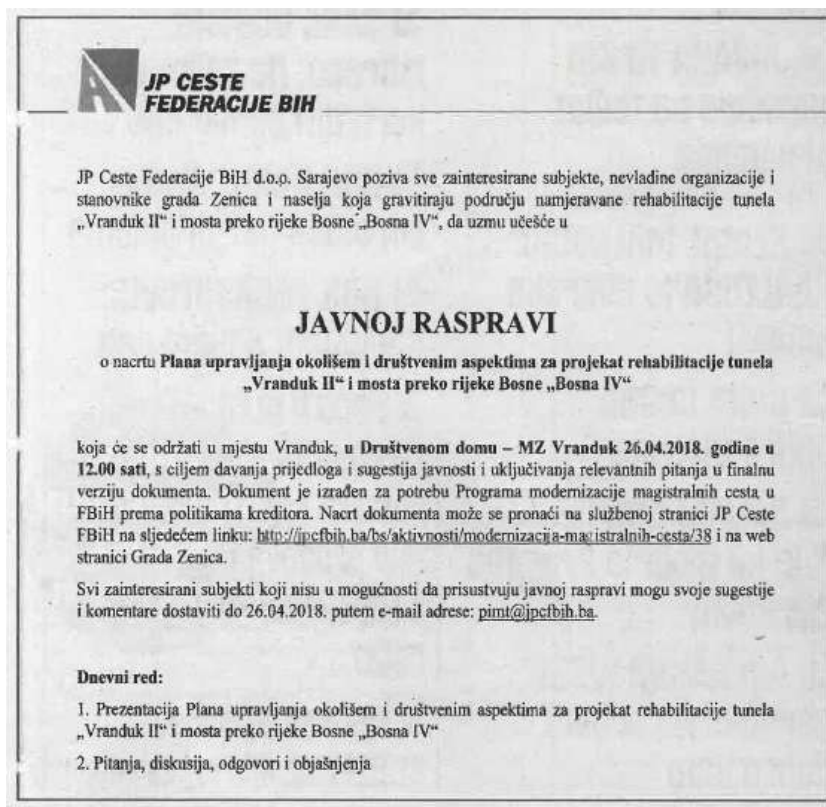 JP CESTE
FEDERACIJE BIH
JP Ceste Federacije BiH d.o.o. Sarajevo poziva sve zainteresirane subjekte, nevladine organizacije i
stanovnike grada Zenica i naselja koja gravitiraju području namjeravane rehabilitacije tunela
„Vranduk II“ i mosta preko rijeke Bosne „Bosna IV“, da uzmu učešće u
JAVNOJ RASPRAVI
o nacrtu Plana upravljanja okolišem i društvenim aspektima za projekat rehabilitacije tunela
„Vranduk II“ i mosta preko rijeke Bosne „Bosna IV“
koja će se održati u mjestu Vranduk, u Društvenom domu – MZ Vranduk 26.04.2018. godine u
12.00 sati, s ciljem davanja prijedloga i sugestija javnosti i uključivanja relevantnih pitanja u finalnu
verziju dokumenta. Dokument je izrađen za potrebu Programa modernizacije magistralnih cesta u
FBiH prema politikama kreditora. Nacrt dokumenta može se pronaći na službenoj stranici JP Ceste
FBiH na sljedećem linku: http://jpcfbih.ba/bs/aktivnosti/modernizacija-magistralnih-cesta/38 i na web
stranici Grada Zenica.
Svi zainteresirani subjekti koji nisu u mogućnosti da prisustvuju javnoj raspravi mogu svoje sugestije
i komentare dostaviti do 26.04.2018. putem e-mail adrese: pimt@jpcfbih.ba.
Dnevni red:
1. Prezentacija Plana upravljanja okolišem i društvenim aspektima za projekat rehabilitacije tunela
„Vranduk II“ i mosta preko rijeke Bosne „Bosna IV“
2. Pitanja, diskusija, odgovori i objašnjenja